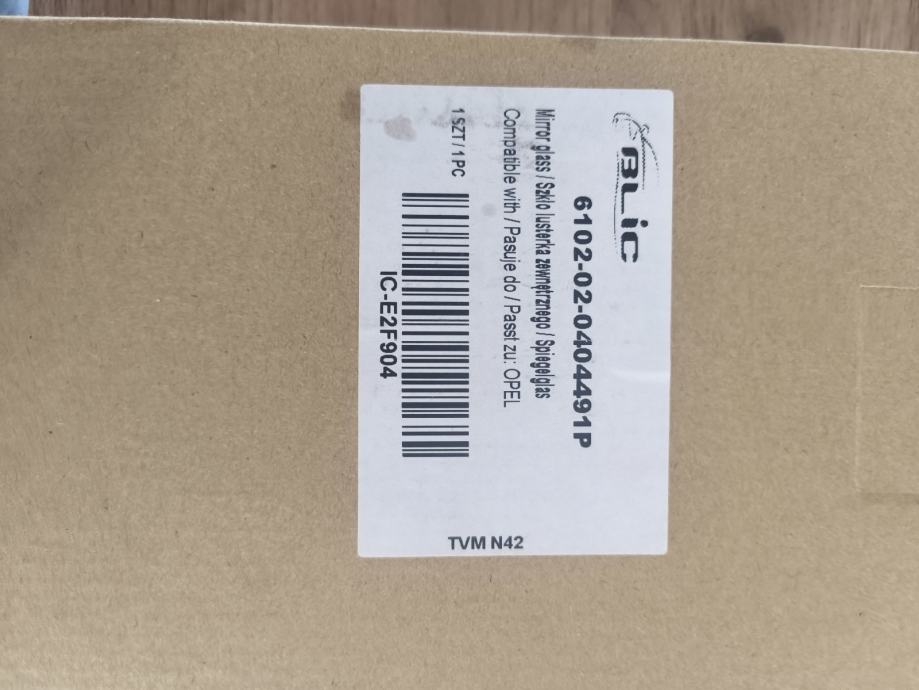 BLIC
6102-02-0404491P
Mirror glass / Szkło lusterka zewnętrznego / Spiegelglas
Compatible with / Pasuje do / Passt zu: OPEL
1 SZT / 1 PC
IC-E2F904
TVM N42